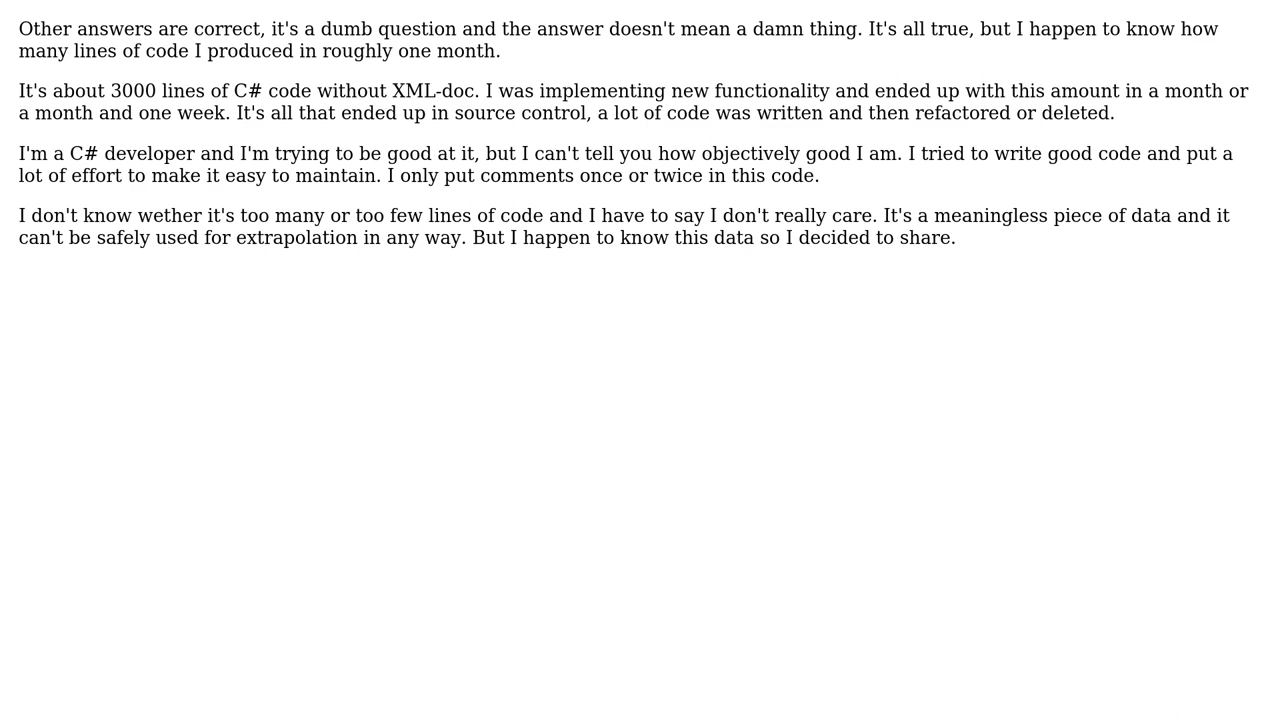 Other answers are correct, it's a dumb question and the answer doesn't mean a damn thing. It's all true, but I happen to know how
many lines of code I produced in roughly one month.
It's about 3000 lines of C# code without XML-doc. I was implementing new functionality and ended up with this amount in a month or
a month and one week. It's all that ended up in source control, a lot of code was written and then refactored or deleted.
I'm a C# developer and I'm trying to be good at it, but I can't tell you how objectively good I am. I tried to write good code and put a
lot of effort to make it easy to maintain. I only put comments once or twice in this code.
I don't know wether it's too many or too few lines of code and I have to say I don't really care. It's a meaningless piece of data and it
can't be safely used for extrapolation in any way. But I happen to know this data so I decided to share.